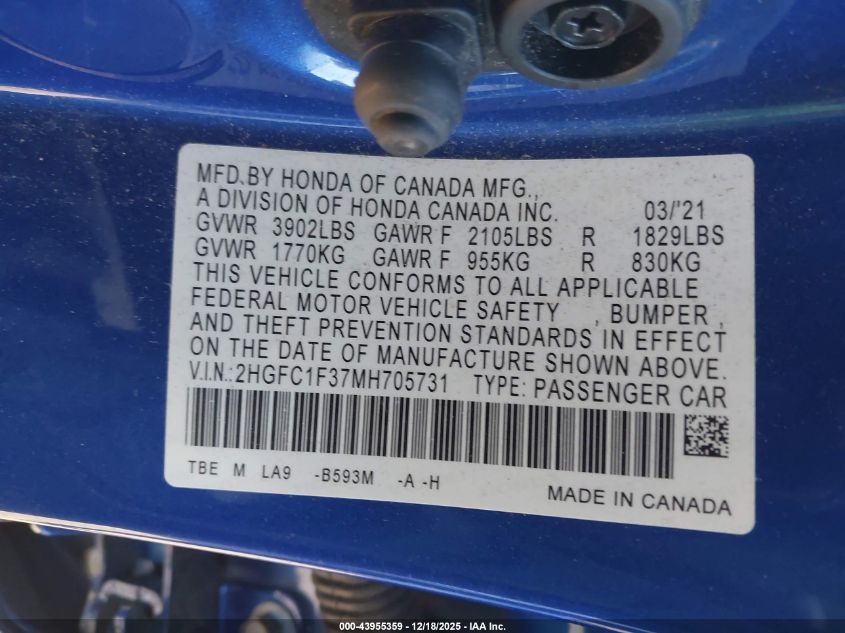 MFD.BY HONDA OF CANADA MFG.,
A DIVISION OF HONDA CANADA INC. 03/'21
GVWR 3902LBS GAWR F 2105LBS R 1829LBS
GVWR 1770KG GAWR F 955KG R 830KG
THIS VEHICLE CONFORMS TO ALL APPLICABLE
FEDERAL MOTOR VEHICLE SAFETY , BUMPER ,
AND THEFT PREVENTION STANDARDS IN EFFECT
ON THE DATE OF MANUFACTURE SHOWN ABOVE.
V.I.N.:2HGFC1F37MH705731 TYPE: PASSENGER CAR
TBE M LA9 -B593M -A -H
MADE IN CANADA
000-43955359 - 12/18/2025 - IAA Inc.